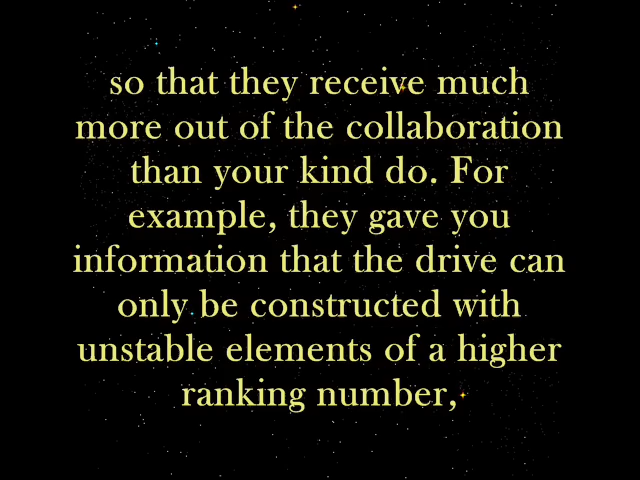 so that they receive much
more out of the collaboration
than your kind do. For
example, they gave you
information that the drive can
only be constructed with
unstable elements of a higher
ranking number,